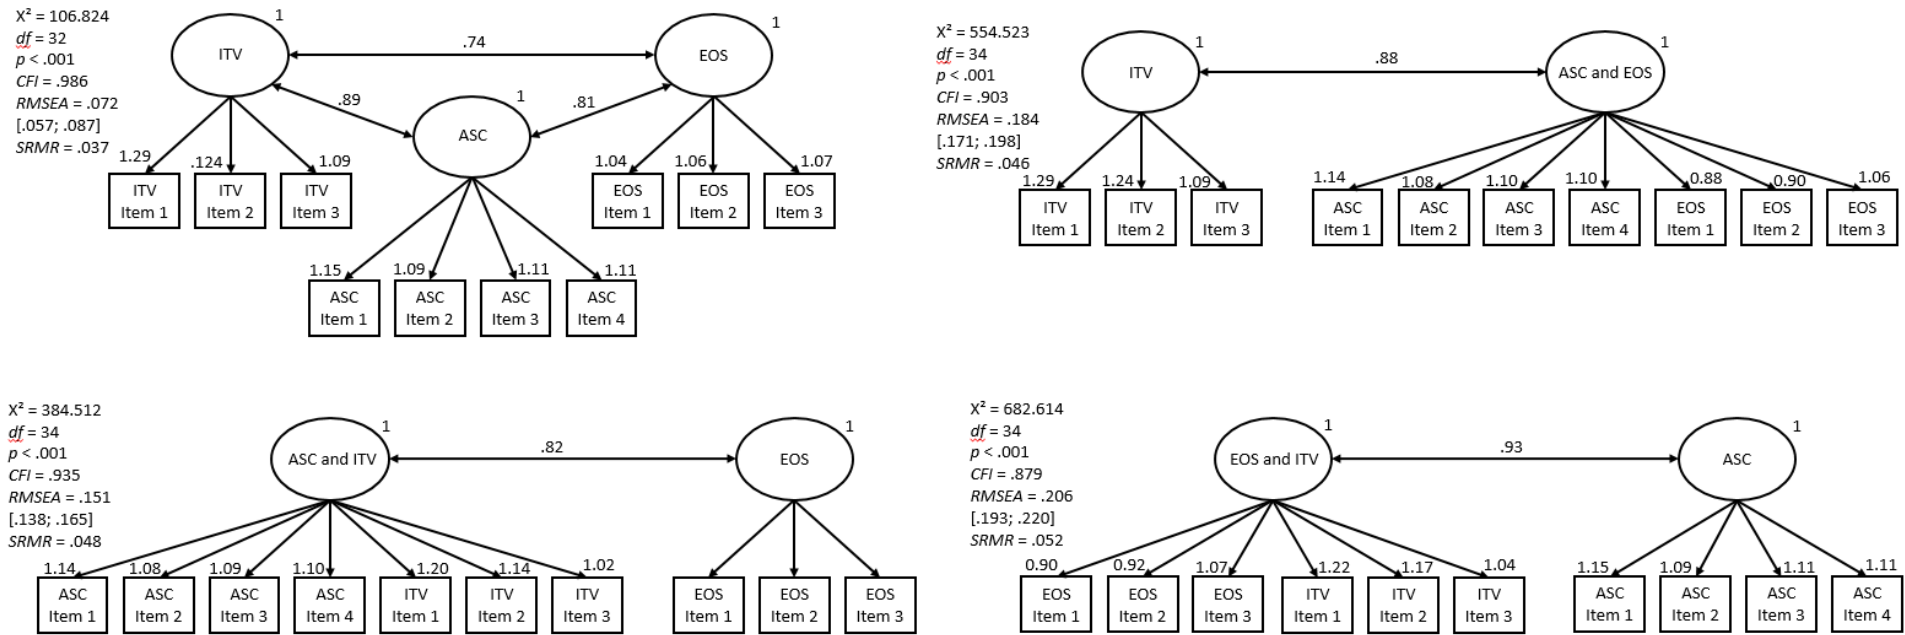 X² = 106.824
df = 32
p < .001
CFI = .986
RMSEA = .072
[.057; .087]
SRMR = .037
1
ITV
.74
1
EOS
.89
1
.81
ASC
1.29
.124
1.09
ITV
Item 1
ITV
Item 2
ITV
Item 3
1.04
1.06
1.07
EOS
Item 1
EOS
Item 2
EOS
Item 3
1.15
1.09
1.11
1.11
ASC
Item 1
ASC
Item 2
ASC
Item 3
ASC
Item 4
X² = 554.523
df = 34
p < .001
CFI = .903
RMSEA = .184
[.171; .198]
SRMR = .046
1
ITV
.88
1
ASC and EOS
1.29
1.24
1.09
ITV
Item 1
ITV
Item 2
ITV
Item 3
1.14
1.08
1.10
1.10
0.88
0.90
1.06
ASC
Item 1
ASC
Item 2
ASC
Item 3
ASC
Item 4
EOS
Item 1
EOS
Item 2
EOS
Item 3
X² = 384.512
df = 34
p < .001
CFI = .935
RMSEA = .151
[.138; .165]
SRMR = .048
1
ASC and ITV
.82
1
EOS
1.14
1.08
1.09
1.10
1.20
1.14
1.02
ASC
Item 1
ASC
Item 2
ASC
Item 3
ASC
Item 4
ITV
Item 1
ITV
Item 2
ITV
Item 3
EOS
Item 1
EOS
Item 2
EOS
Item 3
X² = 682.614
df = 34
p < .001
CFI = .879
RMSEA = .206
[.193; .220]
SRMR = .052
1
EOS and ITV
.93
1
ASC
0.90
0.92
1.07
1.22
1.17
1.04
EOS
Item 1
EOS
Item 2
EOS
Item 3
ITV
Item 1
ITV
Item 2
ITV
Item 3
1.15
1.09
1.11
1.11
ASC
Item 1
ASC
Item 2
ASC
Item 3
ASC
Item 4